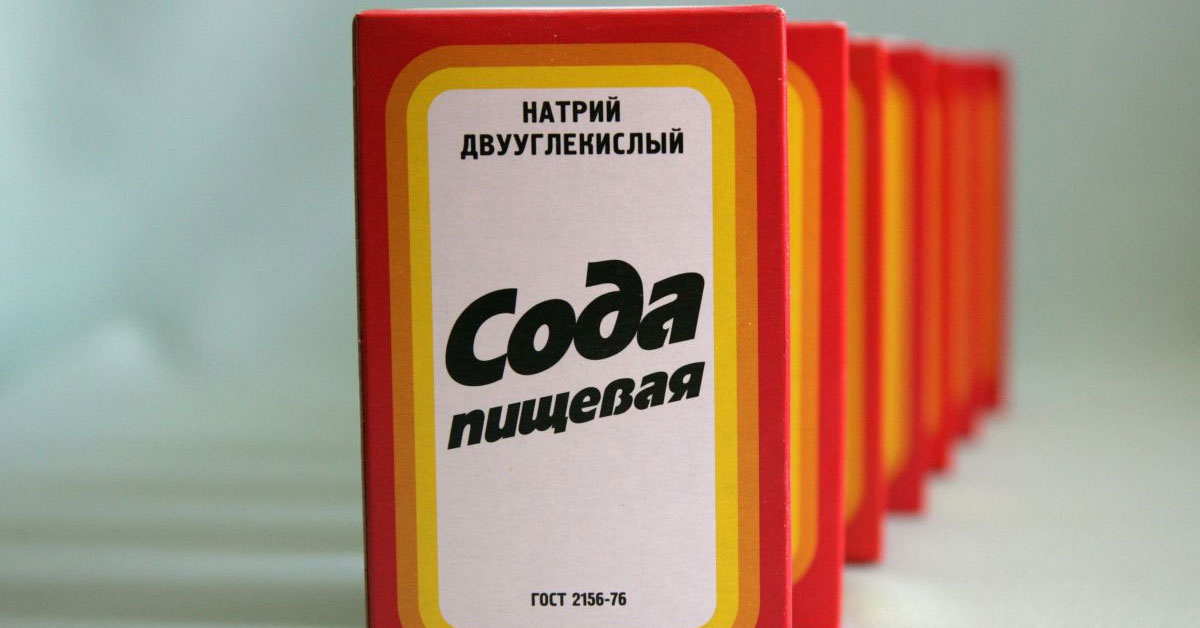 НАТРИЙ
ДВУУГЛЕКИСЛЫЙ
Сода
пищевая
ГОСТ 2156-76